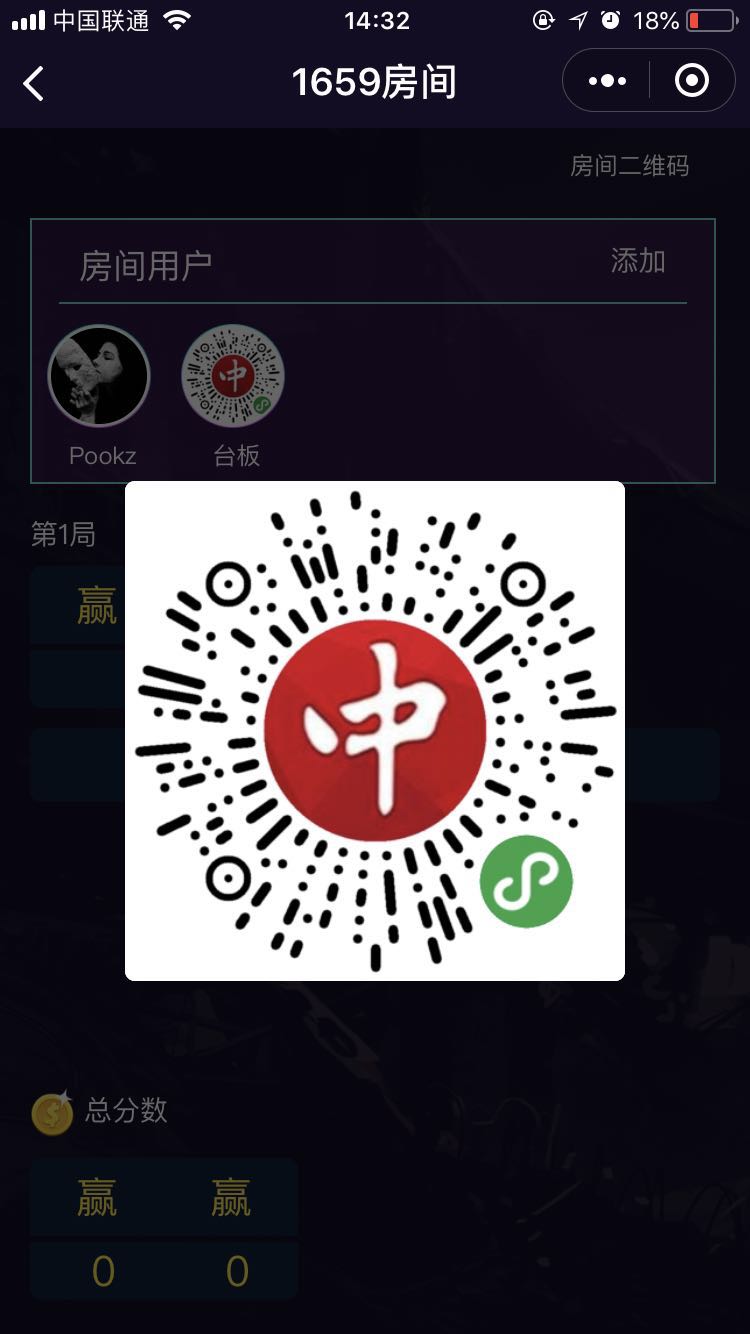 中国联通 14:32 18%
1659房间
房间二维码
房间用户 添加
中
Pookz 台板
第1局
赢
中
总分数
赢 赢
0 0